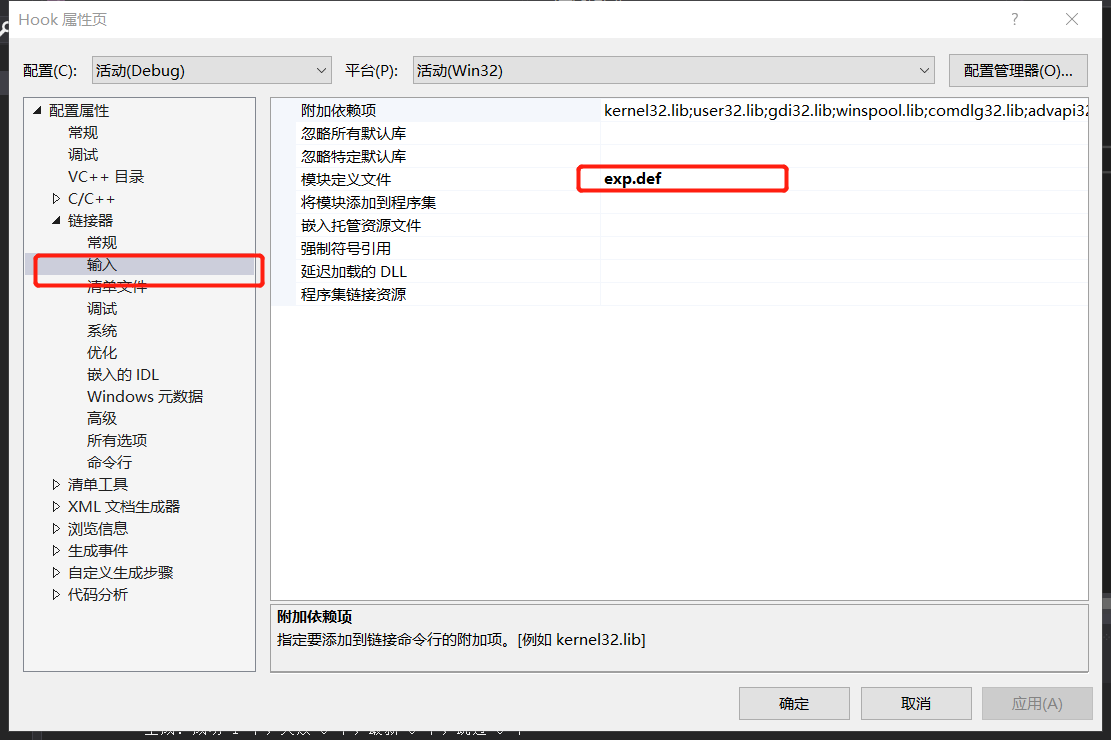 Hook 属性页
配置(C): 活动(Debug) 平台(P): 活动(Win32) 配置管理器(O)...
配置属性
常规
调试
VC++ 目录
C/C++
链接器
常规
输入
清单文件
调试
系统
优化
嵌入的 IDL
Windows 元数据
高级
所有选项
命令行
清单工具
XML 文档生成器
浏览信息
生成事件
自定义生成步骤
代码分析
附加依赖项 kernel32.lib;user32.lib;gdi32.lib;winspool.lib;comdlg32.lib;advapi32
忽略所有默认库
忽略特定默认库
模块定义文件 exp.def
将模块添加到程序集
嵌入托管资源文件
强制符号引用
延迟加载的 DLL
程序集链接资源
附加依赖项
指定要添加到链接命令行的附加项。[例如 kernel32.lib]
确定 取消 应用(A)